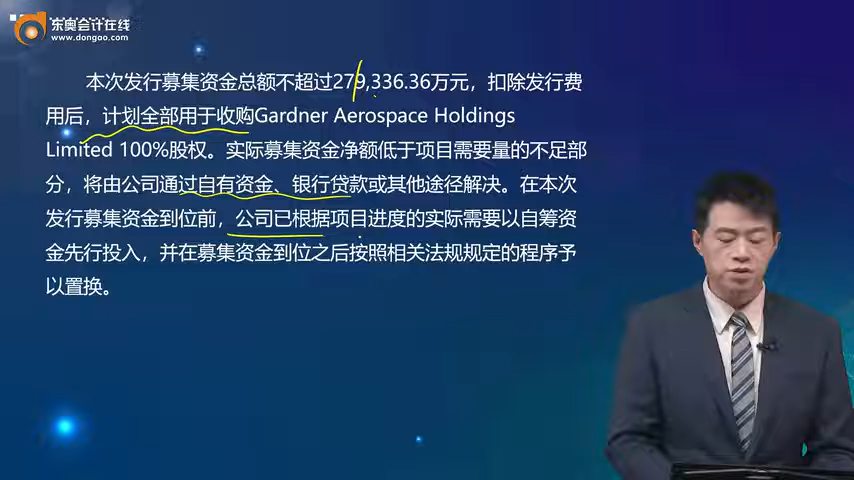 东奥会计在线
www.dongao.com
本次发行募集资金总额不超过279,336.36万元，扣除发行费
用后，计划全部用于收购Gardner Aerospace Holdings
Limited 100%股权。实际募集资金净额低于项目需要量的不足部
分，将由公司通过自有资金、银行贷款或其他途径解决。在本次
发行募集资金到位前，公司已根据项目进度的实际需要以自筹资
金先行投入，并在募集资金到位之后按照相关法规规定的程序予
以置换。